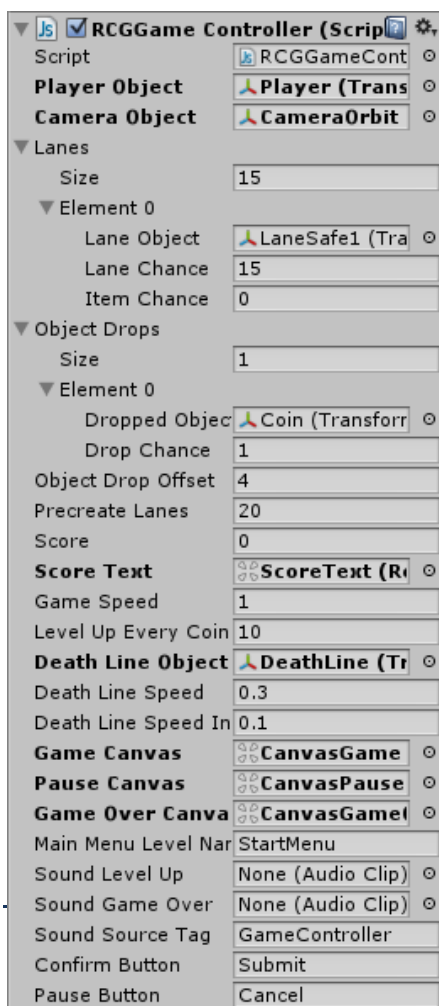 RCGGame Controller (Scrip
Script RCGGameCont
Player Object Player (Trans
Camera Object CameraOrbit
Lanes
Size 15
Element 0
Lane Object LaneSafe1 (Tra
Lane Chance 15
Item Chance 0
Object Drops
Size 1
Element 0
Dropped Objec Coin (Transforr
Drop Chance 1
Object Drop Offset 4
Precreate Lanes 20
Score 0
Score Text ScoreText (Re
Game Speed 1
Level Up Every Coin 10
Death Line Object DeathLine (Tr
Death Line Speed 0.3
Death Line Speed In 0.1
Game Canvas CanvasGame
Pause Canvas CanvasPause
Game Over Canva CanvasGame
Main Menu Level Nar StartMenu
Sound Level Up None (Audio Clip)
Sound Game Over None (Audio Clip)
Sound Source Tag GameController
Confirm Button Submit
Pause Button Cancel